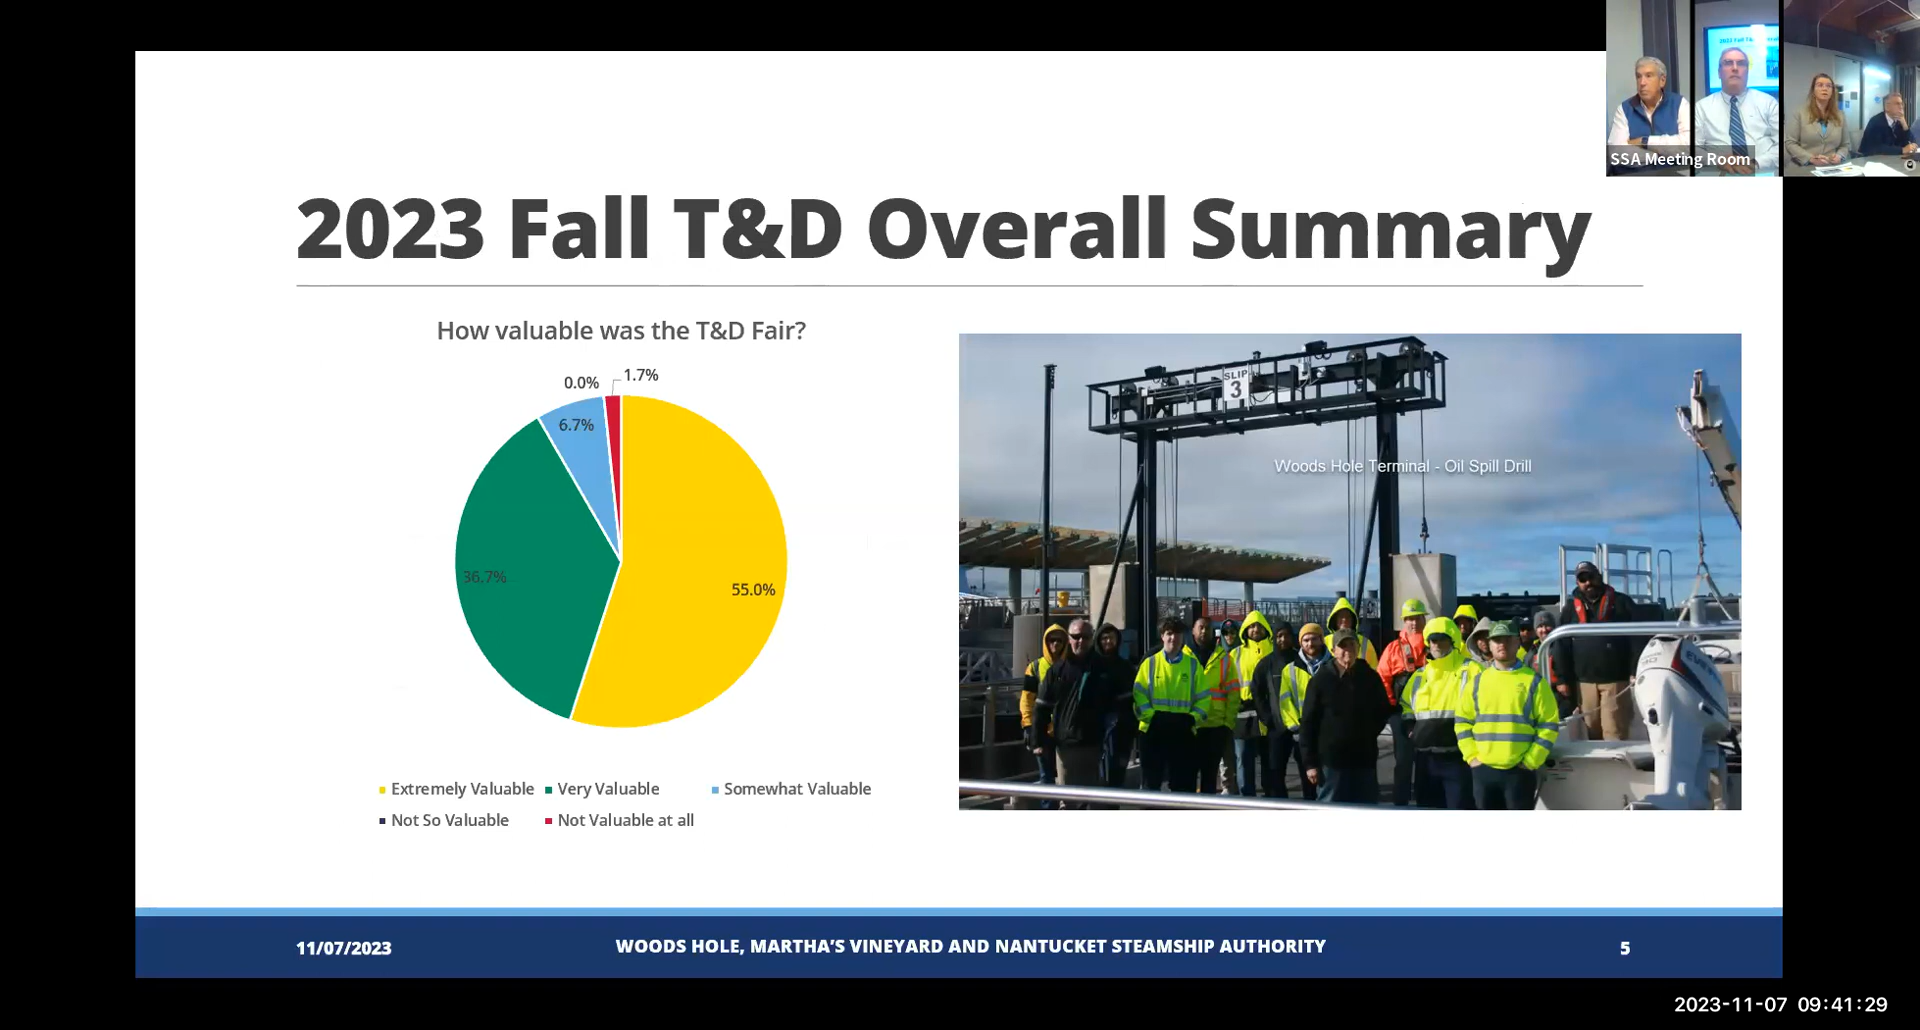 SSA Meeting Room
2023 Fall T&D Overall Summary
How valuable was the T&D Fair?
0.0%
1.7%
6.7%
36.7%
55.0%
Extremely Valuable
Very Valuable
Somewhat Valuable
Not So Valuable
Not Valuable at all
SLIP
3
Woods Hole Terminal - Oil Spill Drill
11/07/2023
WOODS HOLE, MARTHA'S VINEYARD AND NANTUCKET STEAMSHIP AUTHORITY
5
2023-11-07 09:41:29